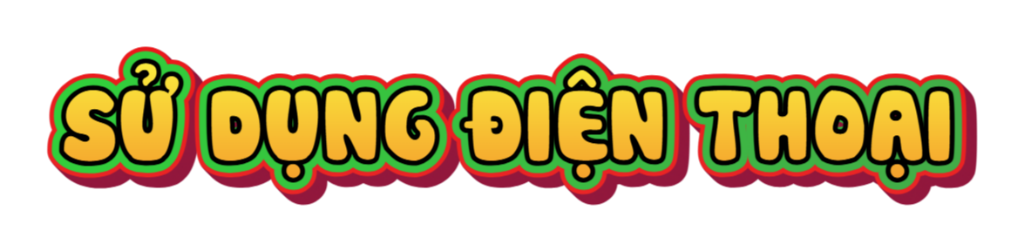 SỬ DỤNG ĐIỆN THOẠI